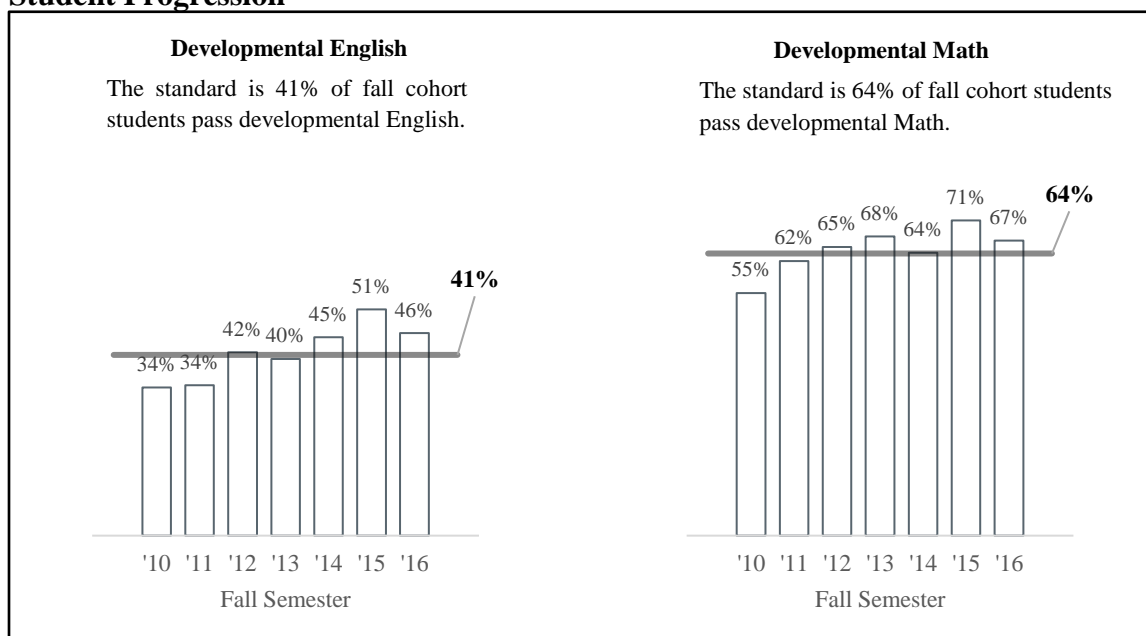 Student Progression
Developmental English
The standard is 41% of fall cohort
students pass developmental English.
34% 34% 42% 40% 45% 51% 46%
41%
'10 '11 '12 '13 '14 '15 '16
Fall Semester
Developmental Math
The standard is 64% of fall cohort students
pass developmental Math.
55% 62% 65% 68% 64% 71% 67%
64%
'10 '11 '12 '13 '14 '15 '16
Fall Semester